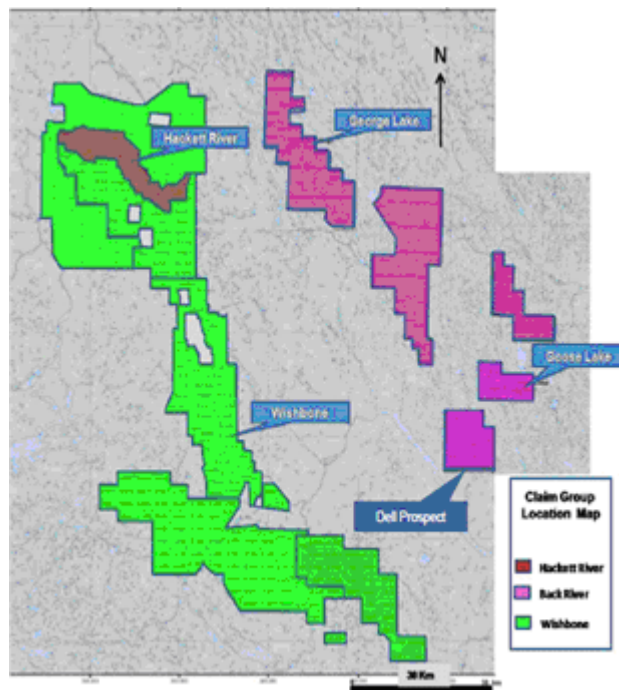 N
George Lake
Hackett River
Goose Lake
Wishbone
Dell Prospect
Claim Group
Location Map
Hackett River
Back River
Wishbone
30 Km